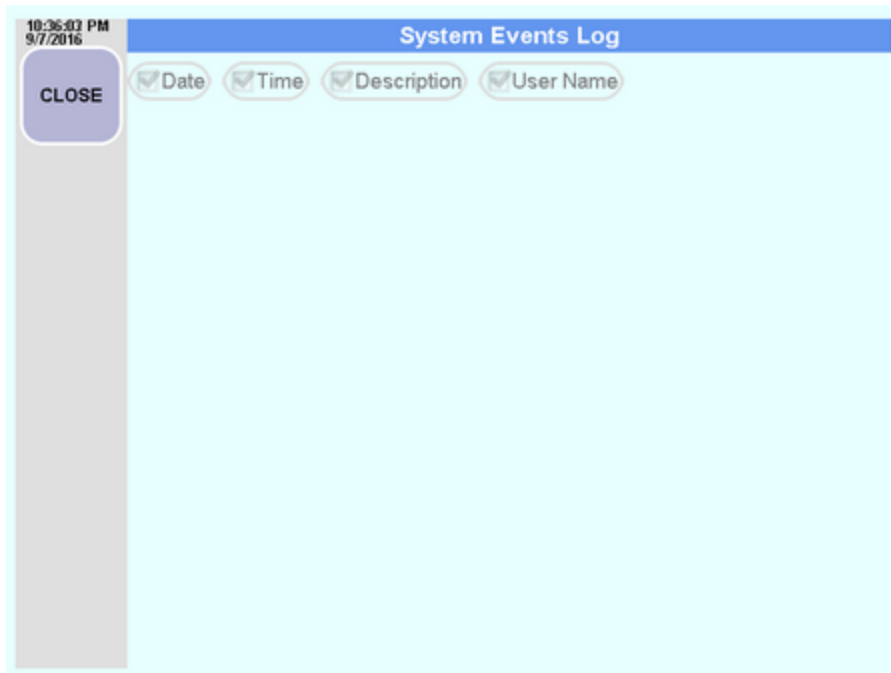 10:36:03 PM
9/7/2016
System Events Log
CLOSE
Date Time Description User Name